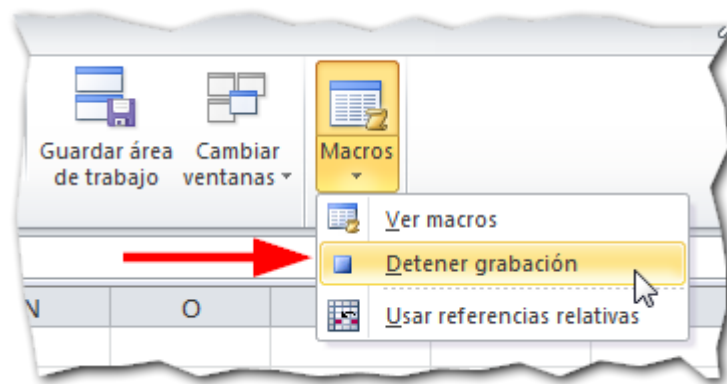 Guardar área
de trabajo
Cambiar
ventanas
Macros
Ver macros
Detener grabación
Usar referencias relativas
N
O